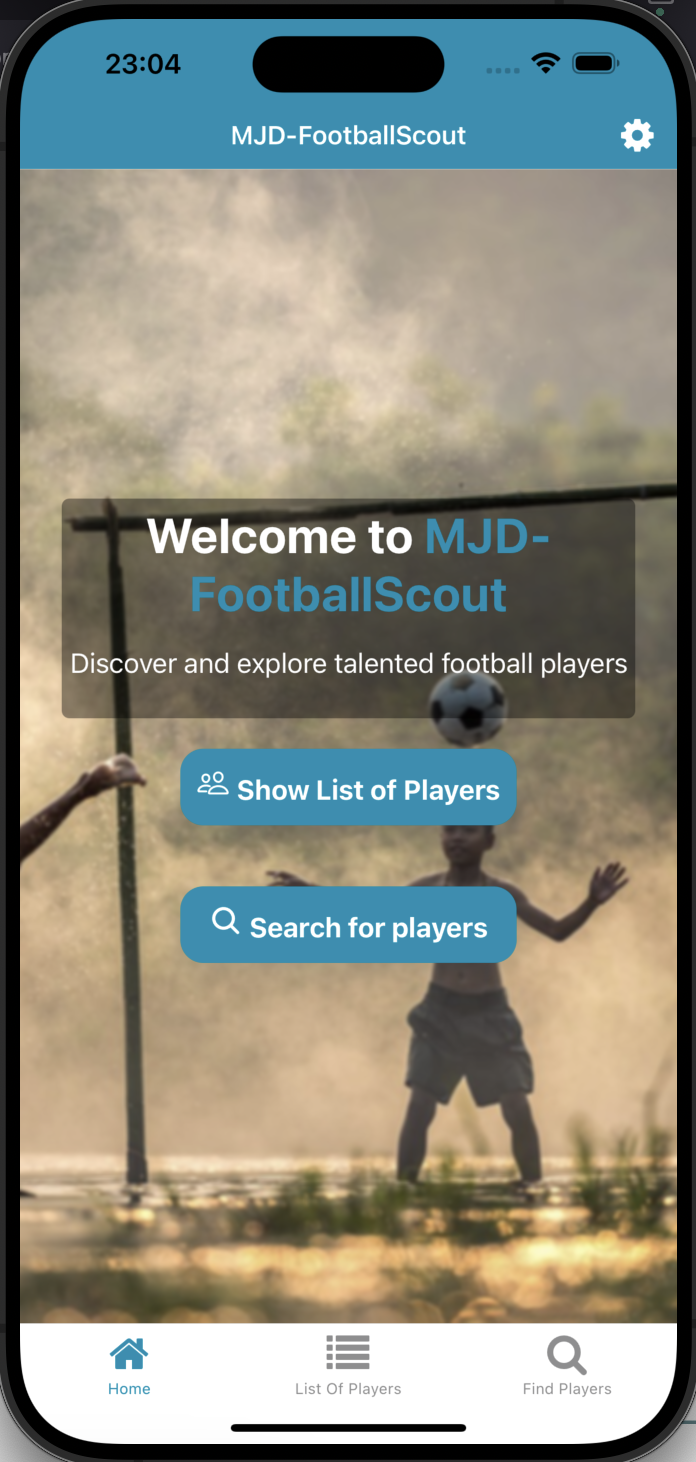 23:04
MJD-FootballScout
Welcome to MJD-
FootballScout
Discover and explore talented football players
Show List of Players
Search for players
Home
List Of Players
Find Players